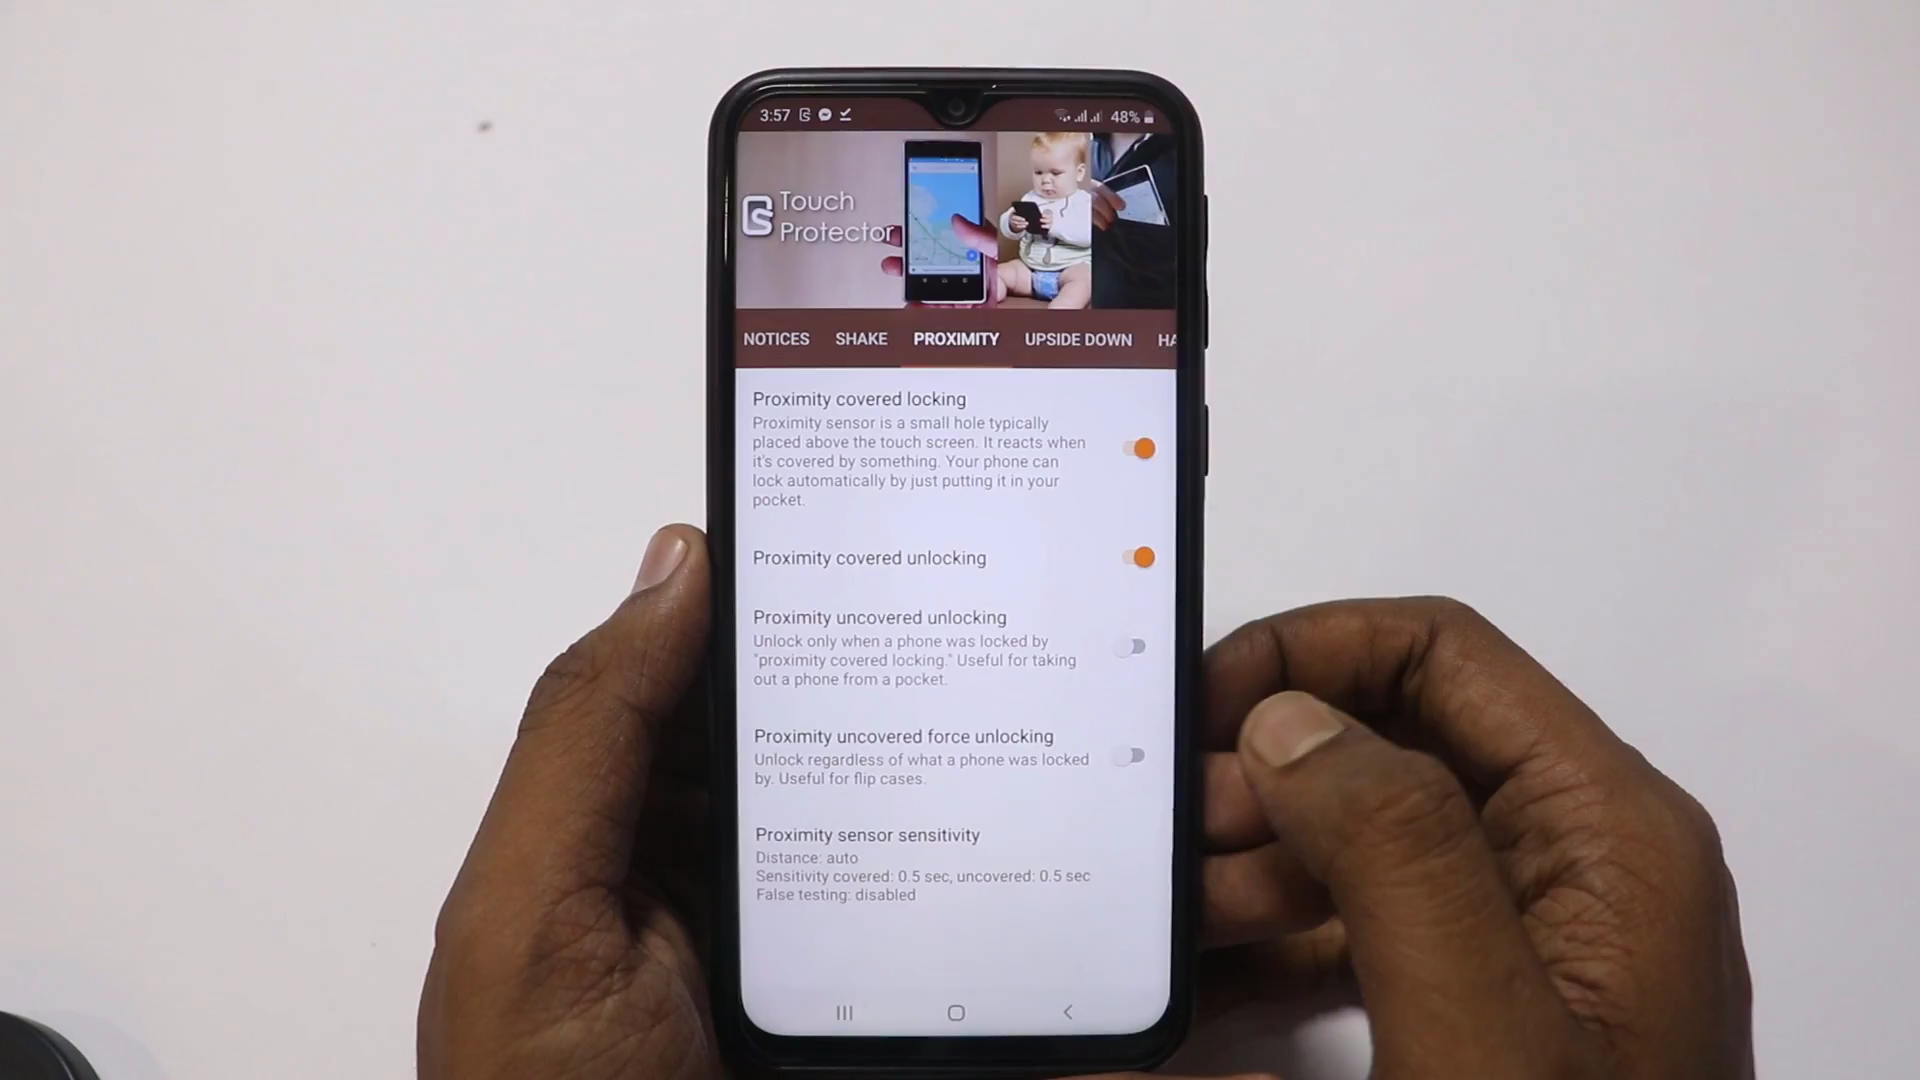 3:57
48%
Touch
Protector
NOTICES SHAKE PROXIMITY UPSIDE DOWN HA
Proximity covered locking
Proximity sensor is a small hole typically
placed above the touch screen. It reacts when
it's covered by something. Your phone can
lock automatically by just putting it in your
pocket.
Proximity covered unlocking
Proximity uncovered unlocking
Unlock only when a phone was locked by
"proximity covered locking." Useful for taking
out a phone from a pocket.
Proximity uncovered force unlocking
Unlock regardless of what a phone was locked
by. Useful for flip cases.
Proximity sensor sensitivity
Distance: auto
Sensitivity covered: 0.5 sec, uncovered: 0.5 sec
False testing: disabled